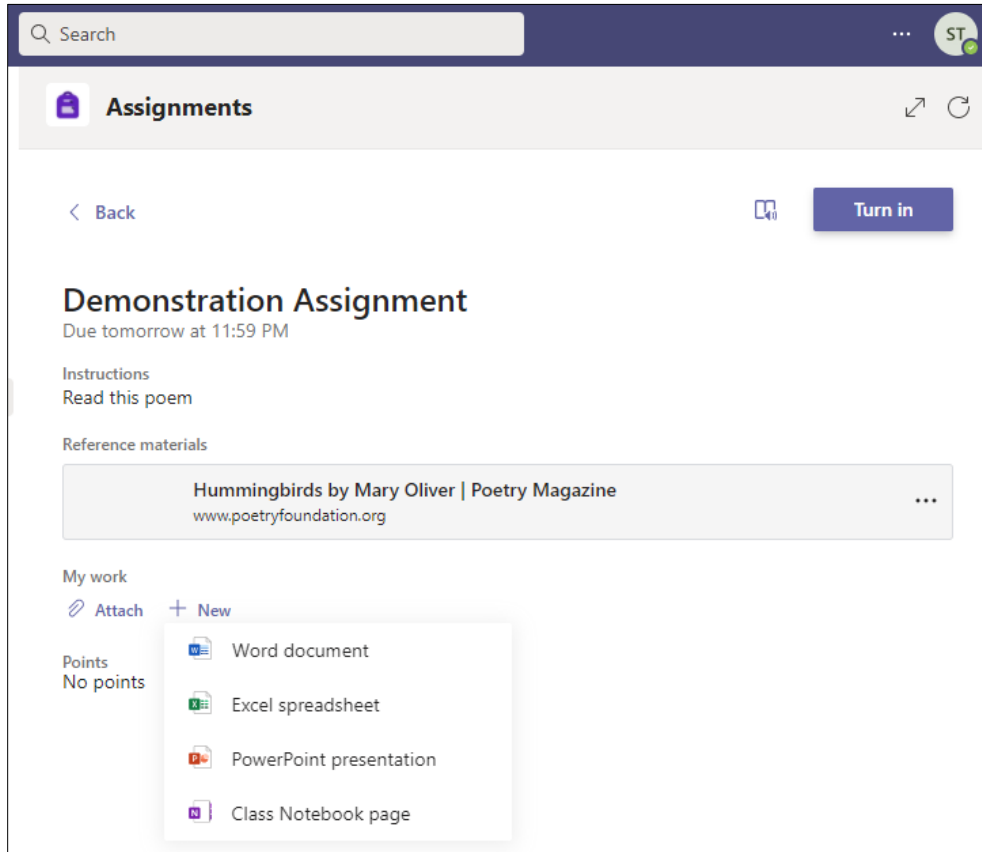 Search
ST
Assignments
Back
Turn in
Demonstration Assignment
Due tomorrow at 11:59 PM
Instructions
Read this poem
Reference materials
Hummingbirds by Mary Oliver | Poetry Magazine
www.poetryfoundation.org
My work
Attach + New
Points
No points
Word document
Excel spreadsheet
PowerPoint presentation
Class Notebook page